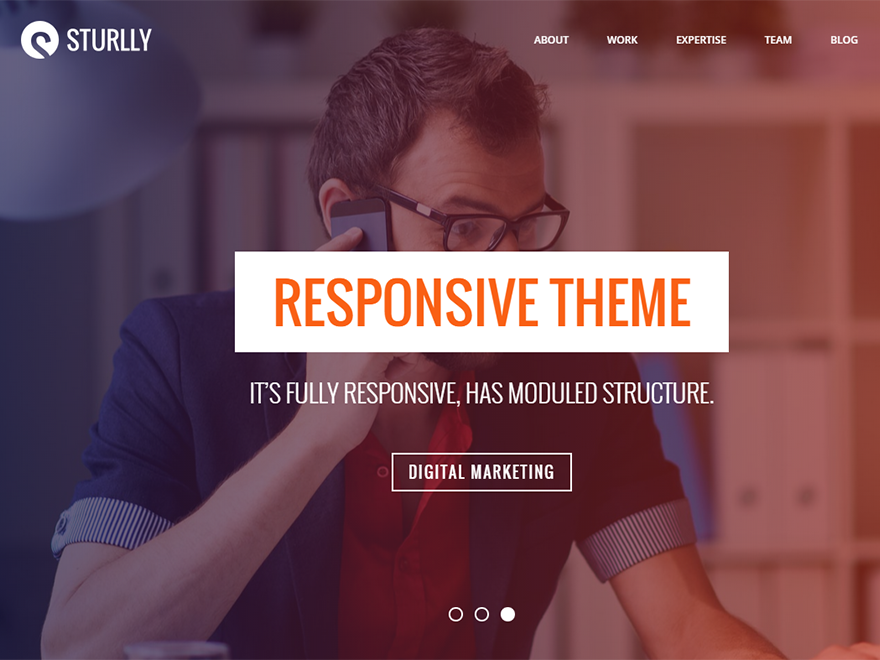 STURLLY
ABOUT WORK EXPERTISE TEAM BLOG
RESPONSIVE THEME
IT’S FULLY RESPONSIVE, HAS MODULED STRUCTURE.
DIGITAL MARKETING